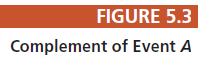 FIGURE 5.3
Complement of Event A